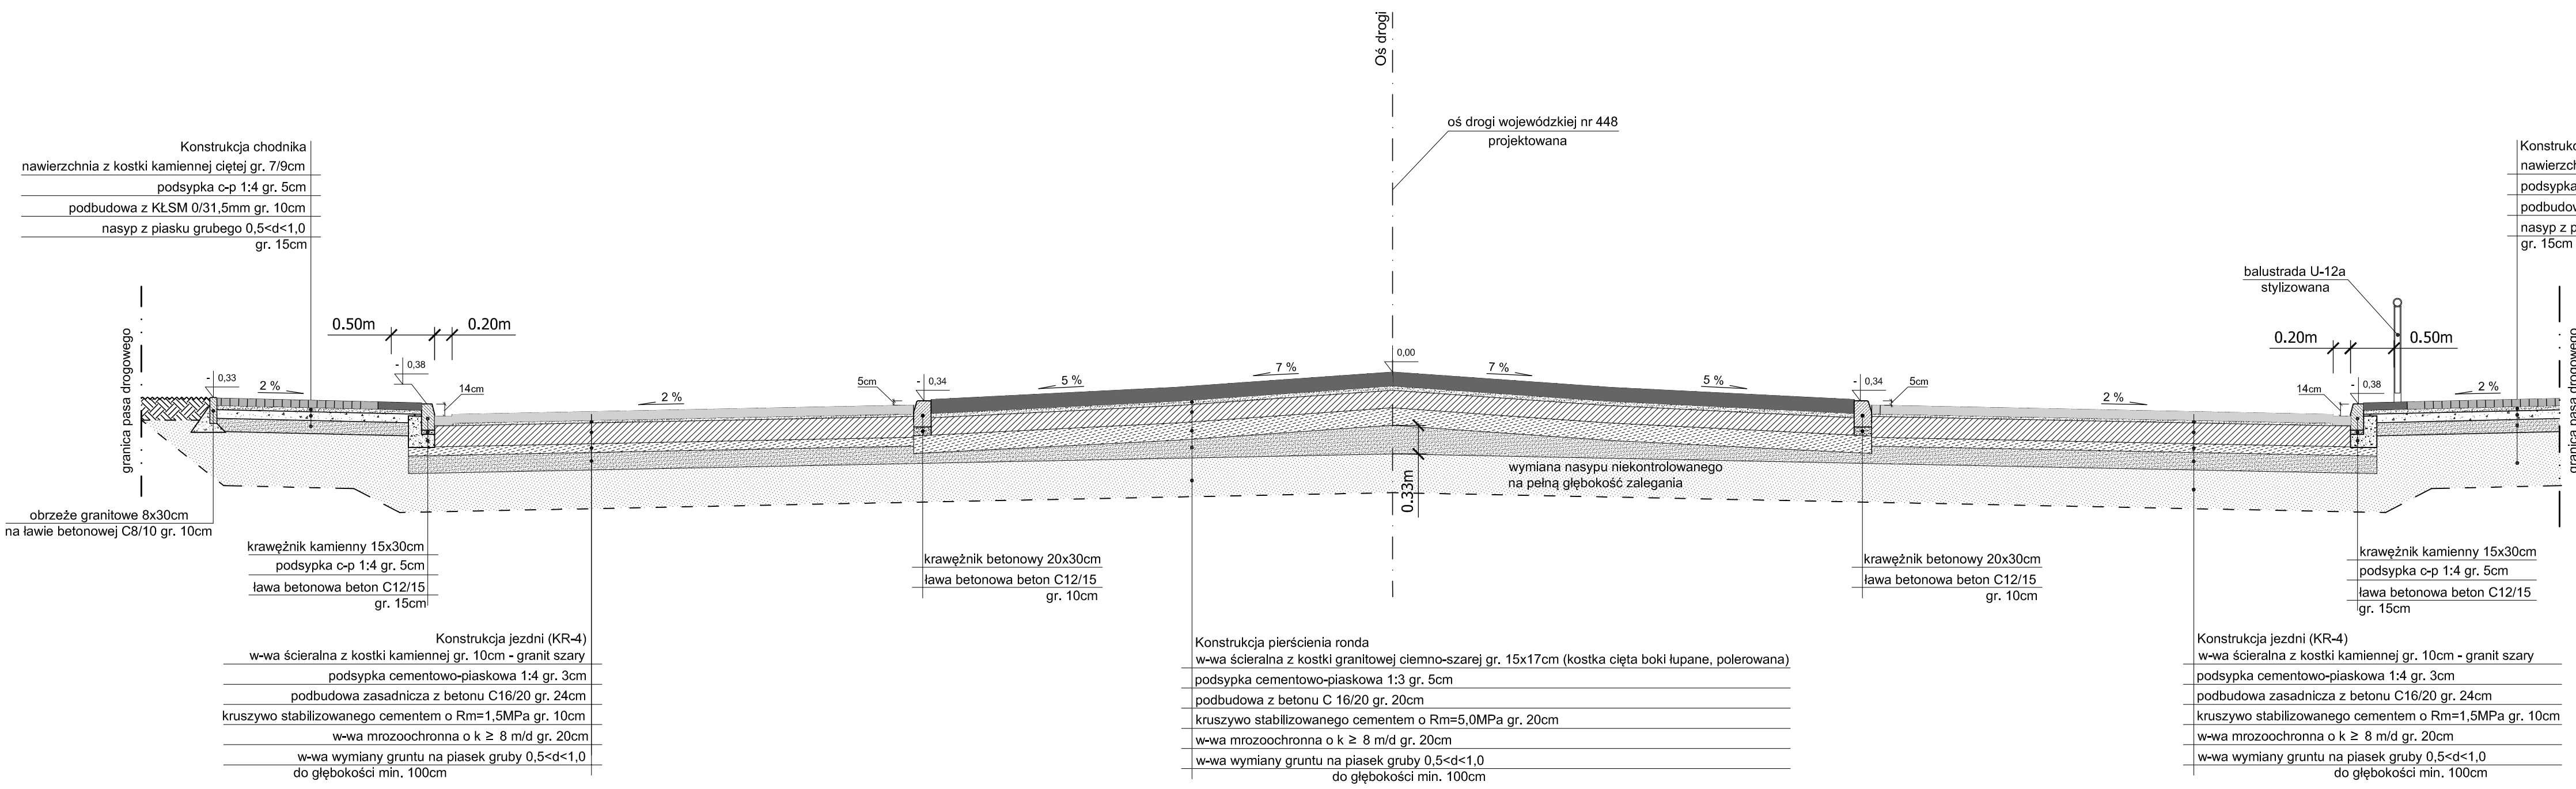 Oś drogi
oś drogi wojewódzkiej nr 448
projektowana
Konstrukcja chodnika
nawierzchnia z kostki kamiennej ciętej gr. 7/9cm
podsypka c-p 1:4 gr. 5cm
podbudowa z KŁSM 0/31,5mm gr. 10cm
nasyp z piasku grubego 0,5<d<1,0
gr. 15cm
Konstrukc
nawierzch
podsypka
podbudow
nasyp z p
gr. 15cm
balustrada U-12a
stylizowana
granica pasa drogowego
0.50m
0.20m
- 0,33
2 %
- 0,38
14cm
2 %
5cm
- 0,34
5 %
7 %
0,00
7 %
5 %
- 0,34
5cm
2 %
14cm
- 0,38
0.20m
0.50m
2 %
granica pasa drogowego
0.33m
wymiana nasypu niekontrolowanego
na pełną głębokość zalegania
obrzeże granitowe 8x30cm
na ławie betonowej C8/10 gr. 10cm
krawężnik kamienny 15x30cm
podsypka c-p 1:4 gr. 5cm
ława betonowa beton C12/15
gr. 15cm
krawężnik betonowy 20x30cm
ława betonowa beton C12/15
gr. 10cm
krawężnik betonowy 20x30cm
ława betonowa beton C12/15
gr. 10cm
krawężnik kamienny 15x30cm
podsypka c-p 1:4 gr. 5cm
ława betonowa beton C12/15
gr. 15cm
Konstrukcja jezdni (KR-4)
w-wa ścieralna z kostki kamiennej gr. 10cm - granit szary
podsypka cementowo-piaskowa 1:4 gr. 3cm
podbudowa zasadnicza z betonu C16/20 gr. 24cm
kruszywo stabilizowanego cementem o Rm=1,5MPa gr. 10cm
w-wa mrozoochronna o k ≥ 8 m/d gr. 20cm
w-wa wymiany gruntu na piasek gruby 0,5<d<1,0
do głębokości min. 100cm
Konstrukcja pierścienia ronda
w-wa ścieralna z kostki granitowej ciemno-szarej gr. 15x17cm (kostka cięta boki łupane, polerowana)
podsypka cementowo-piaskowa 1:3 gr. 5cm
podbudowa z betonu C 16/20 gr. 20cm
kruszywo stabilizowanego cementem o Rm=5,0MPa gr. 20cm
w-wa mrozoochronna o k ≥ 8 m/d gr. 20cm
w-wa wymiany gruntu na piasek gruby 0,5<d<1,0
do głębokości min. 100cm
Konstrukcja jezdni (KR-4)
w-wa ścieralna z kostki kamiennej gr. 10cm - granit szary
podsypka cementowo-piaskowa 1:4 gr. 3cm
podbudowa zasadnicza z betonu C16/20 gr. 24cm
kruszywo stabilizowanego cementem o Rm=1,5MPa gr. 10cm
w-wa mrozoochronna o k ≥ 8 m/d gr. 20cm
w-wa wymiany gruntu na piasek gruby 0,5<d<1,0
do głębokości min. 100cm